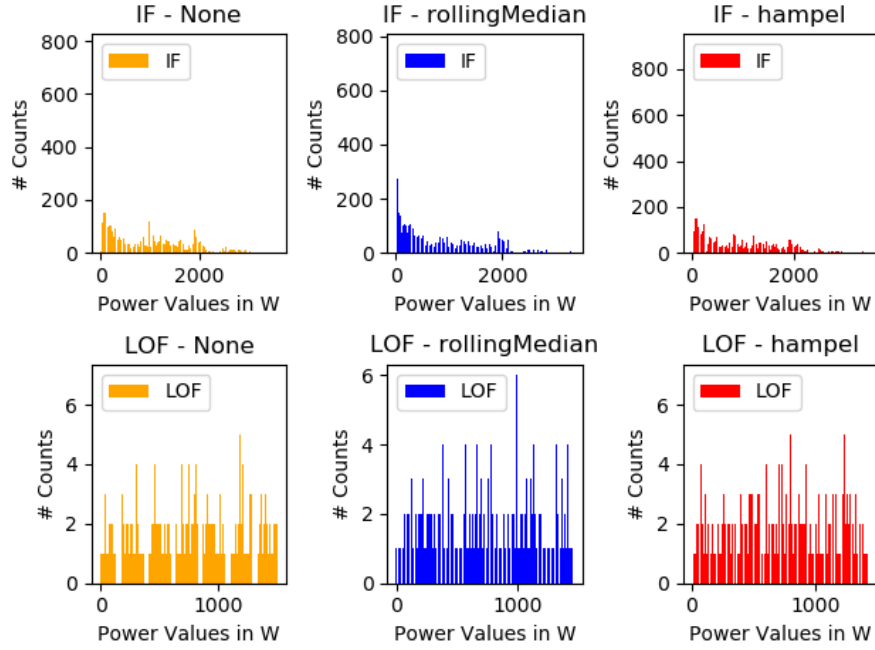 IF - None
IF - rollingMedian
IF - hampel
800
600
400
200
0
# Counts
IF
0
2000
Power Values in W
800
600
400
200
0
# Counts
IF
0
2000
Power Values in W
800
600
400
200
0
# Counts
IF
0
2000
Power Values in W
LOF - None
LOF - rollingMedian
LOF - hampel
6
4
2
0
# Counts
LOF
0
1000
Power Values in W
6
4
2
0
# Counts
LOF
0
1000
Power Values in W
6
4
2
0
# Counts
LOF
0
1000
Power Values in W